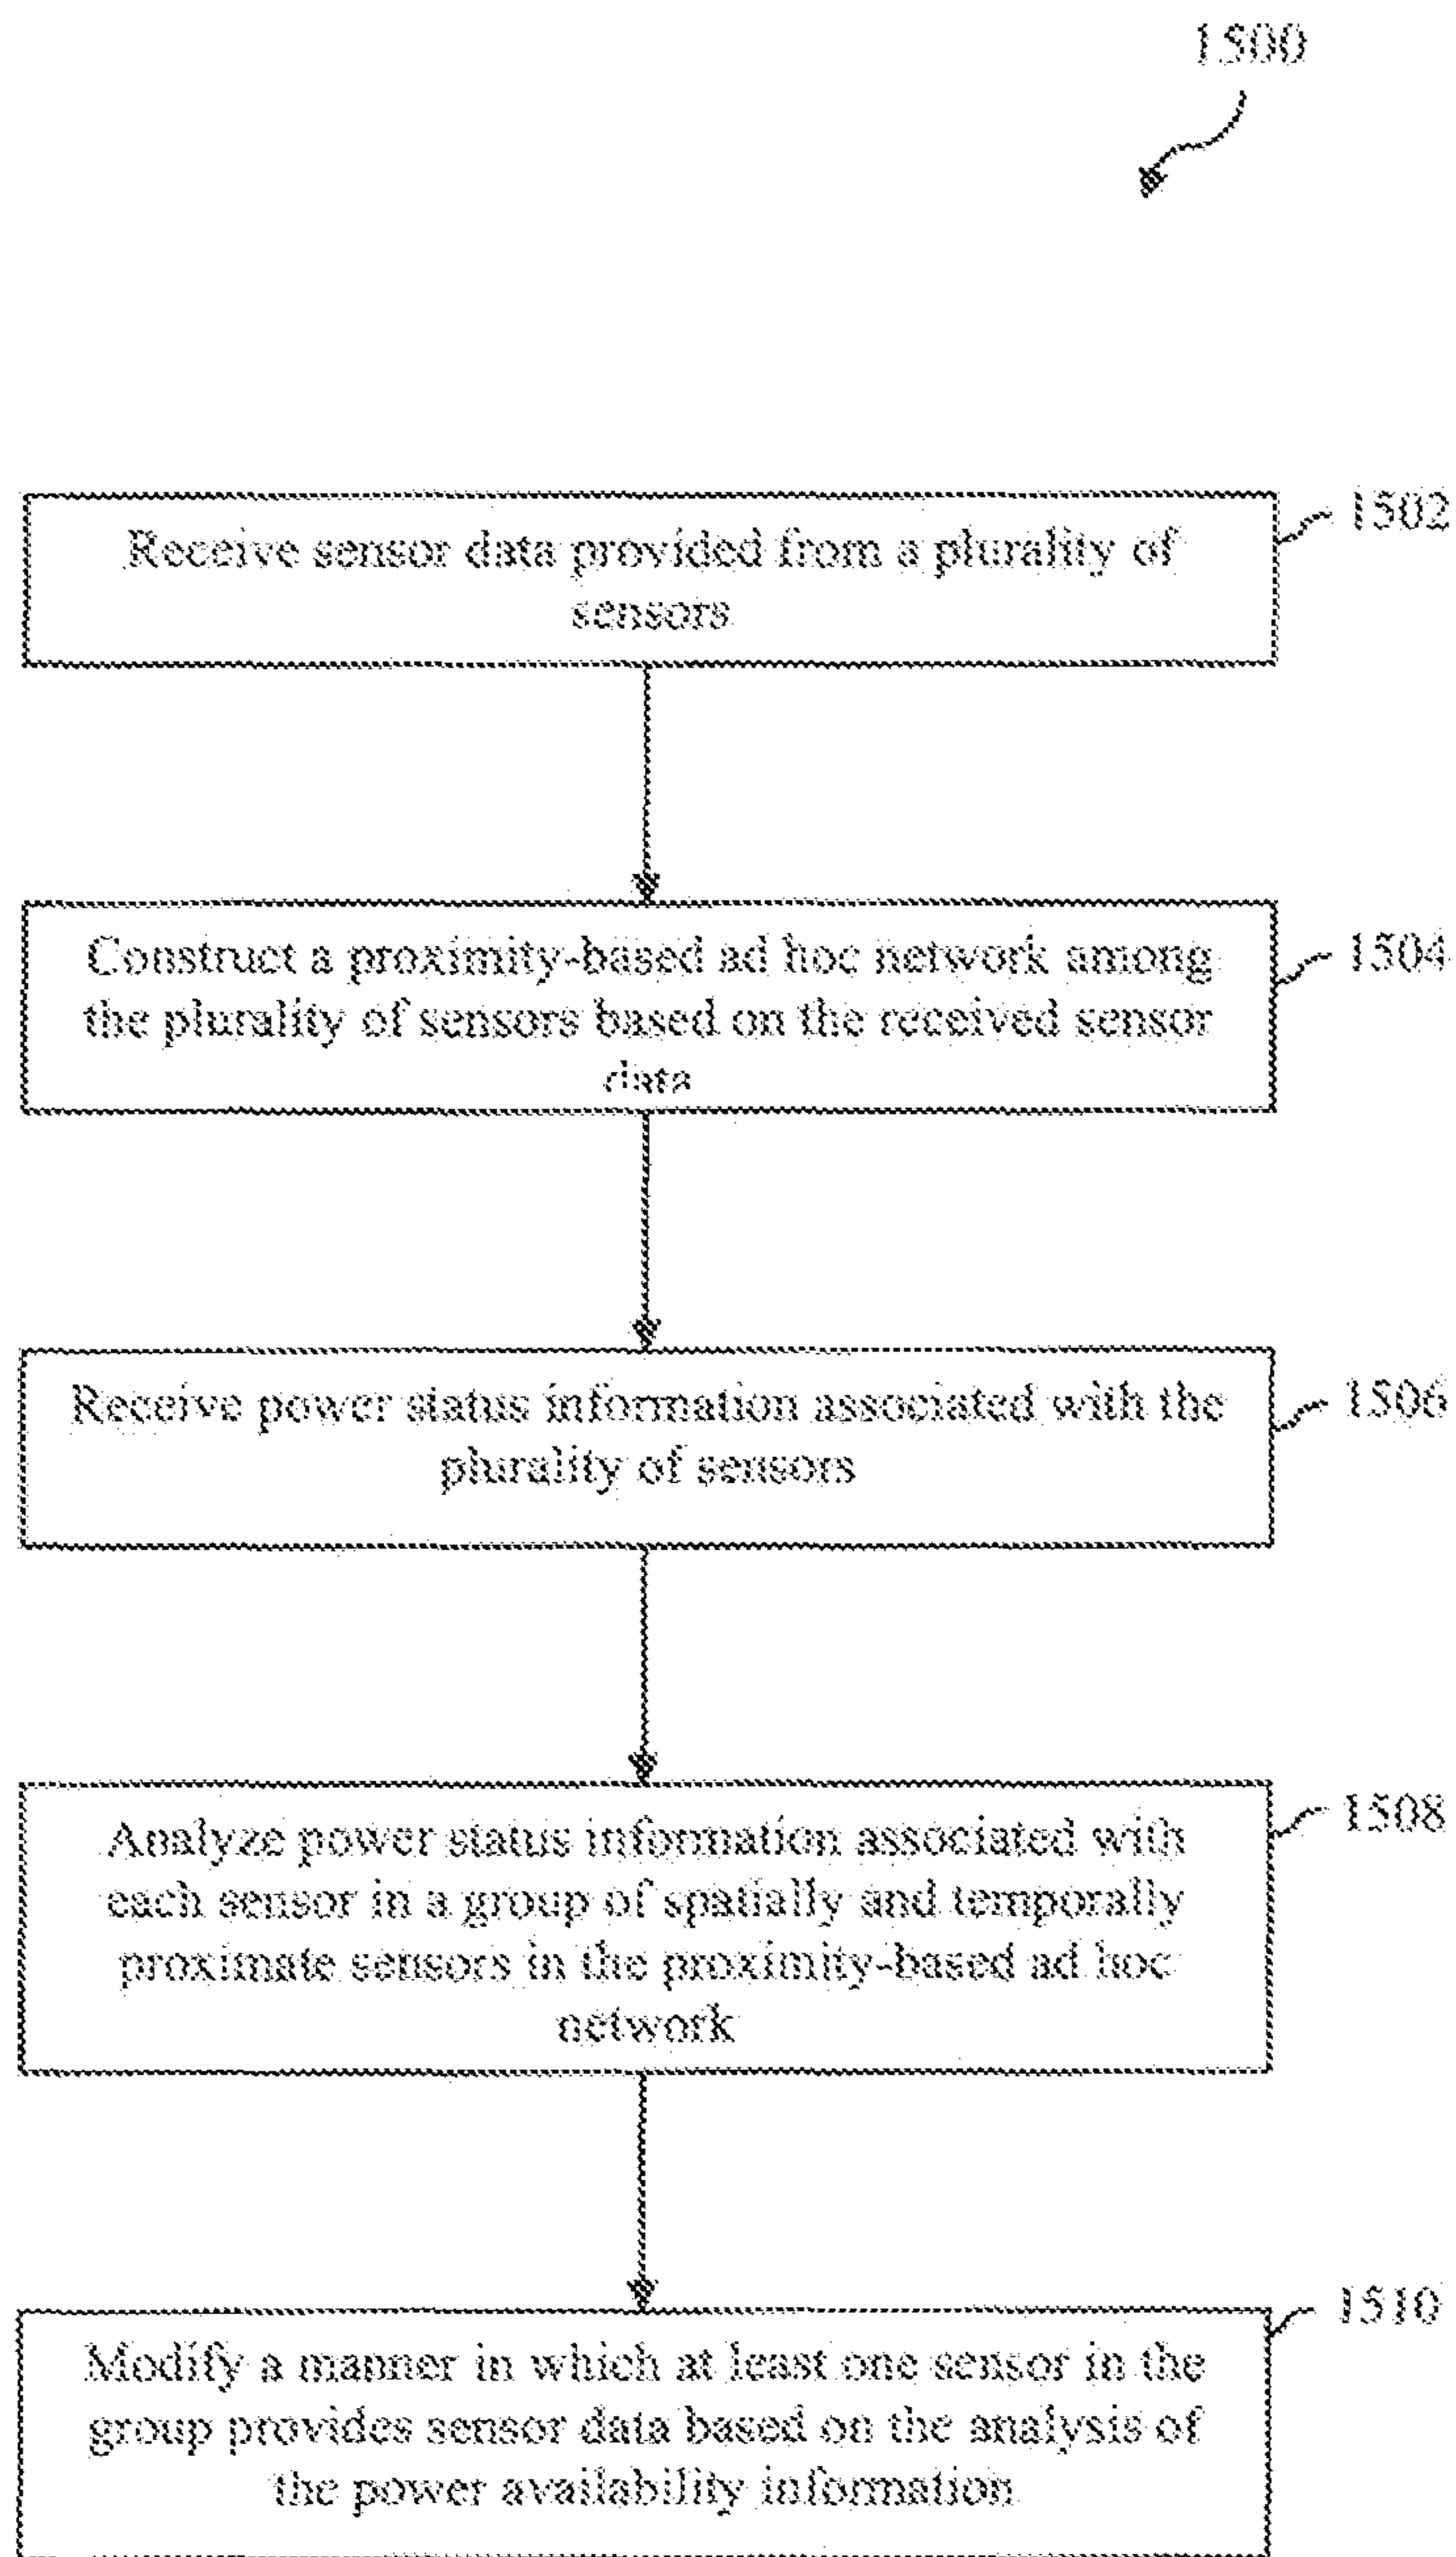 1500
Receive sensor data provided from a plurality of
sensors
1502
Construct a proximity-based ad hoc network among
the plurality of sensors based on the received sensor
data
1504
Receive power status information associated with the
plurality of sensors
1506
Analyze power status information associated with
each sensor in a group of spatially and temporally
proximate sensors in the proximity-based ad hoc
network
1508
Modify a manner in which at least one sensor in the
group provides sensor data based on the analysis of
the power availability information
1510